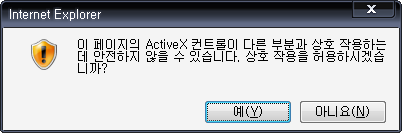 Internet Explorer
이 페이지의 ActiveX 컨트롤이 다른 부분과 상호 작용하는
데 안전하지 않을 수 있습니다. 상호 작용을 허용하시겠습
니까?
예(Y) 아니요(N)